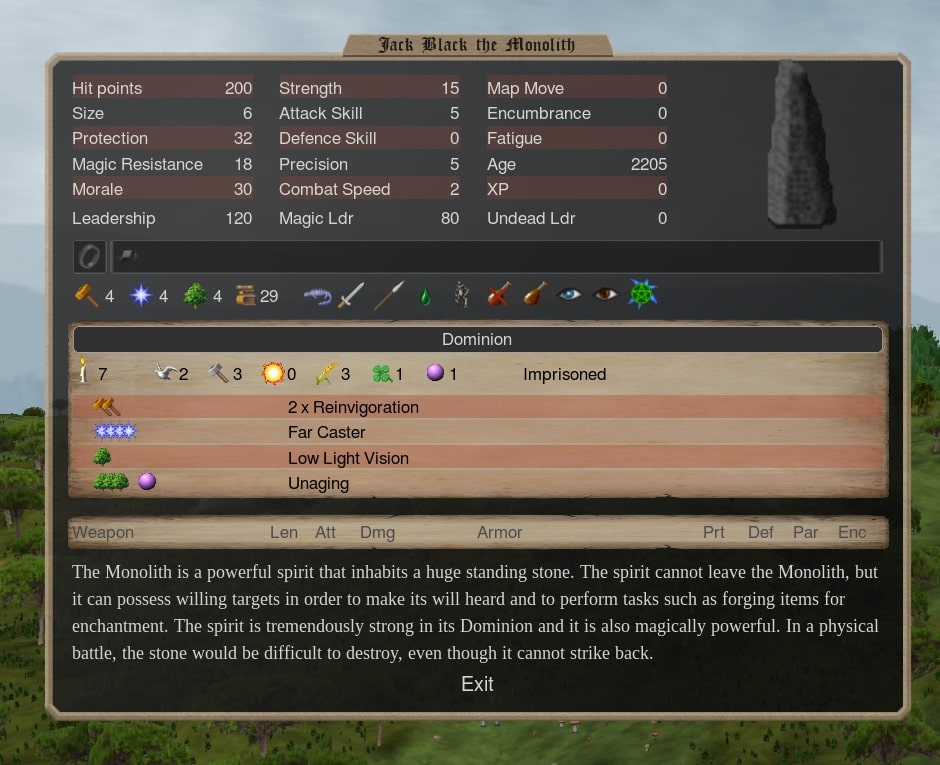 Jack Black the Monolith
Hit points 200 Strength 15 Map Move 0
Size 6 Attack Skill 5 Encumbrance 0
Protection 32 Defence Skill 0 Fatigue 0
Magic Resistance 18 Precision 5 Age 2205
Morale 30 Combat Speed 2 XP 0
Leadership 120 Magic Ldr 80 Undead Ldr 0
4 4 4 29
Dominion
7 2 3 0 3 1 1 Imprisoned
2 x Reinvigoration
Far Caster
Low Light Vision
Unaging
Weapon Len Att Dmg Armor Prt Def Par Enc
The Monolith is a powerful spirit that inhabits a huge standing stone. The spirit cannot leave the Monolith, but
it can possess willing targets in order to make its will heard and to perform tasks such as forging items for
enchantment. The spirit is tremendously strong in its Dominion and it is also magically powerful. In a physical
battle, the stone would be difficult to destroy, even though it cannot strike back.
Exit